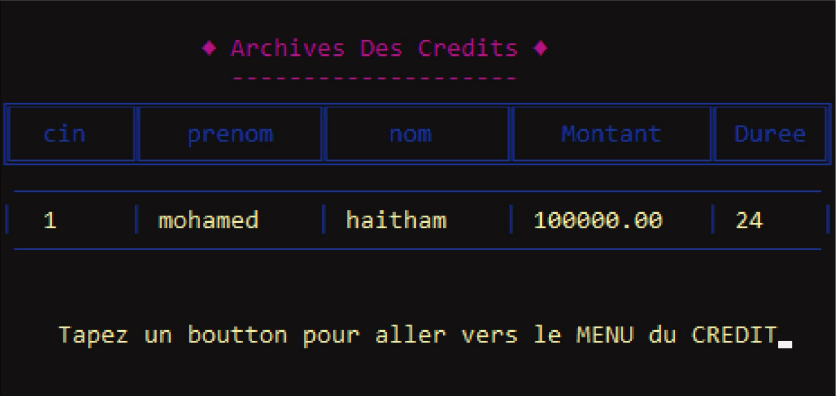 ♦ Archives Des Credits ♦
--------------------
cin prenom nom Montant Duree
1 mohamed haitham 100000.00 24
Tapez un boutton pour aller vers le MENU du CREDIT